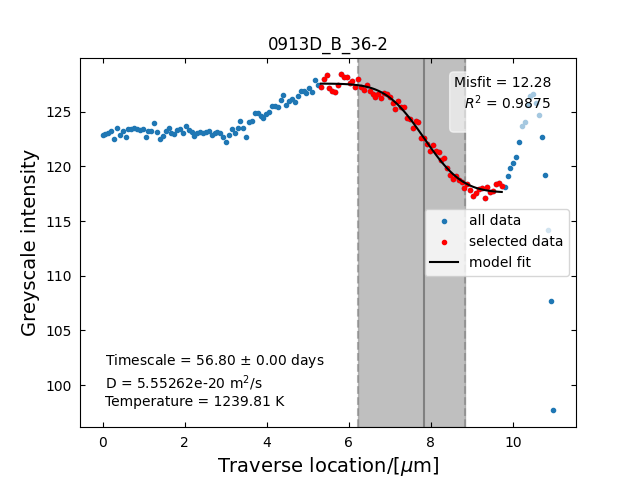 0913D_B_36-2
Misfit = 12.28
R² = 0.9875
all data
selected data
model fit
Timescale = 56.80 ± 0.00 days
D = 5.55262e-20 m²/s
Temperature = 1239.81 K
Greyscale intensity
125
120
115
110
105
100
0 2 4 6 8 10
Traverse location/[μm]